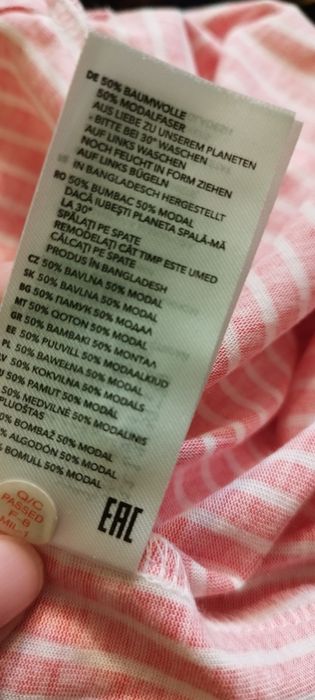 DE 50% BAUMWOLLE
50% MODALFASER
AUS LIEBE ZU UNSEREM PLANETEN
• BITTE BEI 30° WASCHEN
AUF LINKS WASCHEN
NOCH FEUCHT IN FORM ZIEHEN
AUF LINKS BÜGELN
IN BANGLADESCH HERGESTELLT
RO 50% BUMBAC 50% MODAL
DACĂ IUBEȘTI PLANETA SPALĂ-MĂ
LA 30°
SPĂLAȚI PE SPATE
REMODELAȚI CÂT TIMP ESTE UMED
CĂLCAȚI PE SPATE
PRODUS ÎN BANGLADESH
CZ 50% BAVLNA 50% MODAL
SK 50% BAVLNA 50% MODAL
BG 50% ПАМУК 50% МОДАЛ
MT 50% QOTON 50% MODAL
GR 50% ΒΑΜΒΑΚΙ 50% ΜΟΝΤΑΛ
EE 50% PUUVILL 50% MODAALKIUD
PL 50% BAWEŁNA 50% MODAL
LV 50% KOKVILNA 50% MODALS
50% PAMUT 50% MODAL
50% MEDVILNĖ 50% MODALINIS
PLUOŠTAS
50% BOMBAŽ 50% MODAL
50% ALGODÓN 50% MODAL
50% BOMULL 50% MODAL
EAC
Q/C
PASSED
F-8
MIL-1